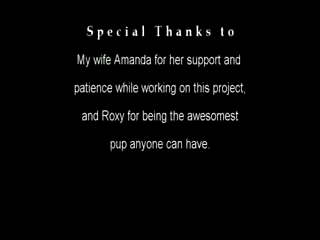 Special Thanks to
My wife Amanda for her support and
patience while working on this project,
and Roxy for being the awesomest
pup anyone can have.